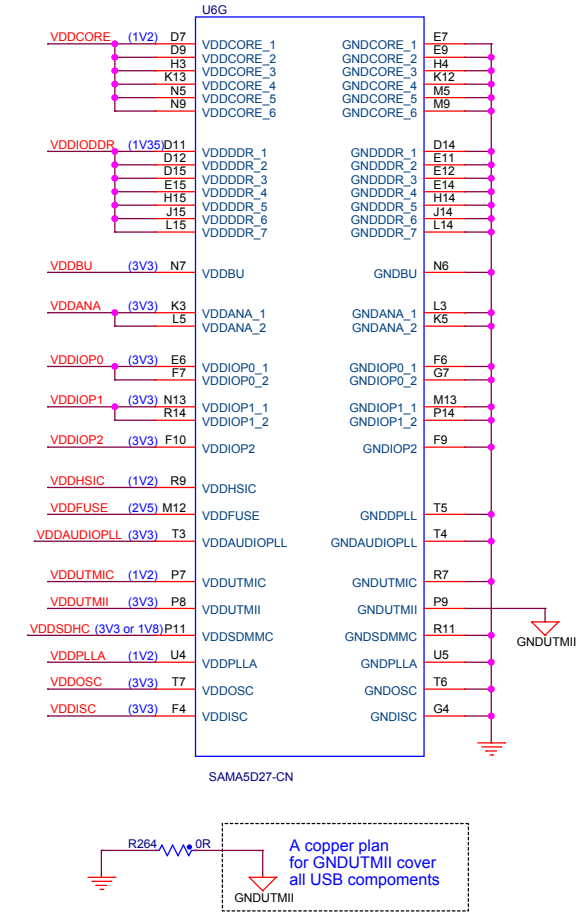 U6G
VDDCORE (1V2) D7 VDDCORE_1 GNDCORE_1 E7
D9 VDDCORE_2 GNDCORE_2 E9
H3 VDDCORE_3 GNDCORE_3 H4
K13 VDDCORE_4 GNDCORE_4 K12
N5 VDDCORE_5 GNDCORE_5 M5
N9 VDDCORE_6 GNDCORE_6 M9
VDDIODDR (1V35) D11 VDDDDR_1 GNDDDR_1 D14
D12 VDDDDR_2 GNDDDR_2 E11
D15 VDDDDR_3 GNDDDR_3 E12
E15 VDDDDR_4 GNDDDR_4 E14
H15 VDDDDR_5 GNDDDR_5 H14
J15 VDDDDR_6 GNDDDR_6 J14
L15 VDDDDR_7 GNDDDR_7 L14
VDDBU (3V3) N7 VDDBU GNDBU N6
VDDANA (3V3) K3 VDDANA_1 GNDANA_1 L3
L5 VDDANA_2 GNDANA_2 K5
VDDIOP0 (3V3) E6 VDDIOP0_1 GNDIOP0_1 F6
F7 VDDIOP0_2 GNDIOP0_2 G7
VDDIOP1 (3V3) N13 VDDIOP1_1 GNDIOP1_1 M13
R14 VDDIOP1_2 GNDIOP1_2 P14
VDDIOP2 (3V3) F10 VDDIOP2 GNDIOP2 F9
VDDHSIC (1V2) R9 VDDHSIC
VDDFUSE (2V5) M12 VDDFUSE GNDDPLL T5
VDDAUDIOPLL (3V3) T3 VDDAUDIOPLL GNDAUDIOPLL T4
VDDUTMIC (1V2) P7 VDDUTMIC GNDUTMIC R7
VDDUTMII (3V3) P8 VDDUTMII GNDUTMII P9
VDDSDHC (3V3 or 1V8) P11 VDDSDMMC GNDSDMMC R11
GNDUTMII
VDDPLLA (1V2) U4 VDDPLLA GNDPLLA U5
VDDOSC (3V3) T7 VDDOSC GNDOSC T6
VDDISC (3V3) F4 VDDISC GNDISC G4
SAMA5D27-CN
R264 0R
GNDUTMII
A copper plan
for GNDUTMII cover
all USB compoments